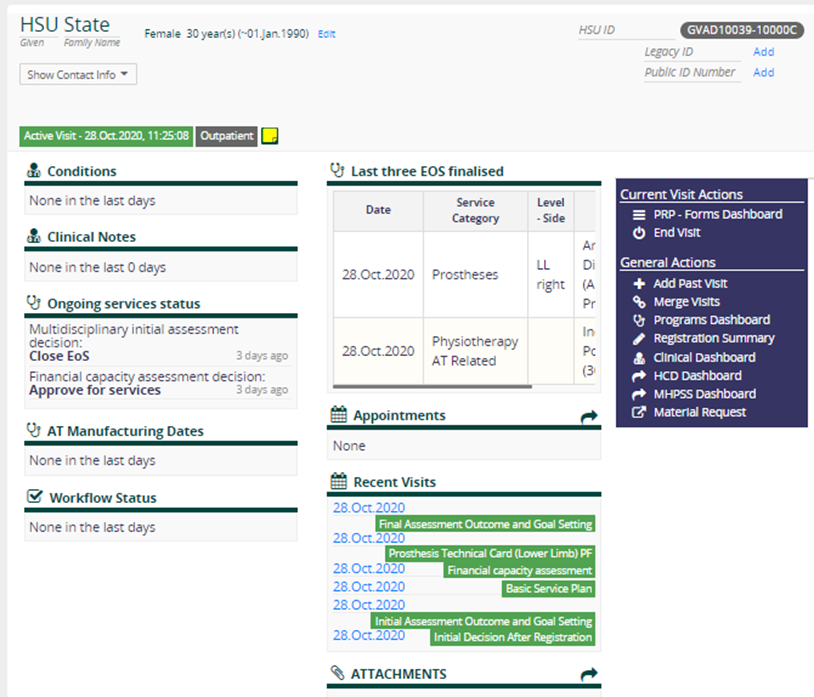 HSU State
Given Family Name
Female 30 year(s) (~01.Jan.1990) Edit
HSU ID GVAD10039-10000C
Legacy ID Add
Public ID Number Add
Show Contact Info
Active Visit - 28.Oct.2020, 11:25:08 Outpatient
Conditions
None in the last days
Clinical Notes
None in the last 0 days
Ongoing services status
Multidisciplinary initial assessment
decision:
Close EoS 3 days ago
Financial capacity assessment decision:
Approve for services 3 days ago
AT Manufacturing Dates
None in the last days
Workflow Status
None in the last days
Last three EOS finalised
Date Service Category Level - Side
28.Oct.2020 Prostheses LL right An Di (A Pr
28.Oct.2020 Physiotherapy AT Related In Po (30
Appointments
None
Recent Visits
28.Oct.2020
Final Assessment Outcome and Goal Setting
28.Oct.2020
Prosthesis Technical Card (Lower Limb) PF
28.Oct.2020 Financial capacity assessment
28.Oct.2020 Basic Service Plan
28.Oct.2020
Initial Assessment Outcome and Goal Setting
28.Oct.2020 Initial Decision After Registration
ATTACHMENTS
Current Visit Actions
PRP - Forms Dashboard
End Visit
General Actions
Add Past Visit
Merge Visits
Programs Dashboard
Registration Summary
Clinical Dashboard
HCD Dashboard
MHPSS Dashboard
Material Request